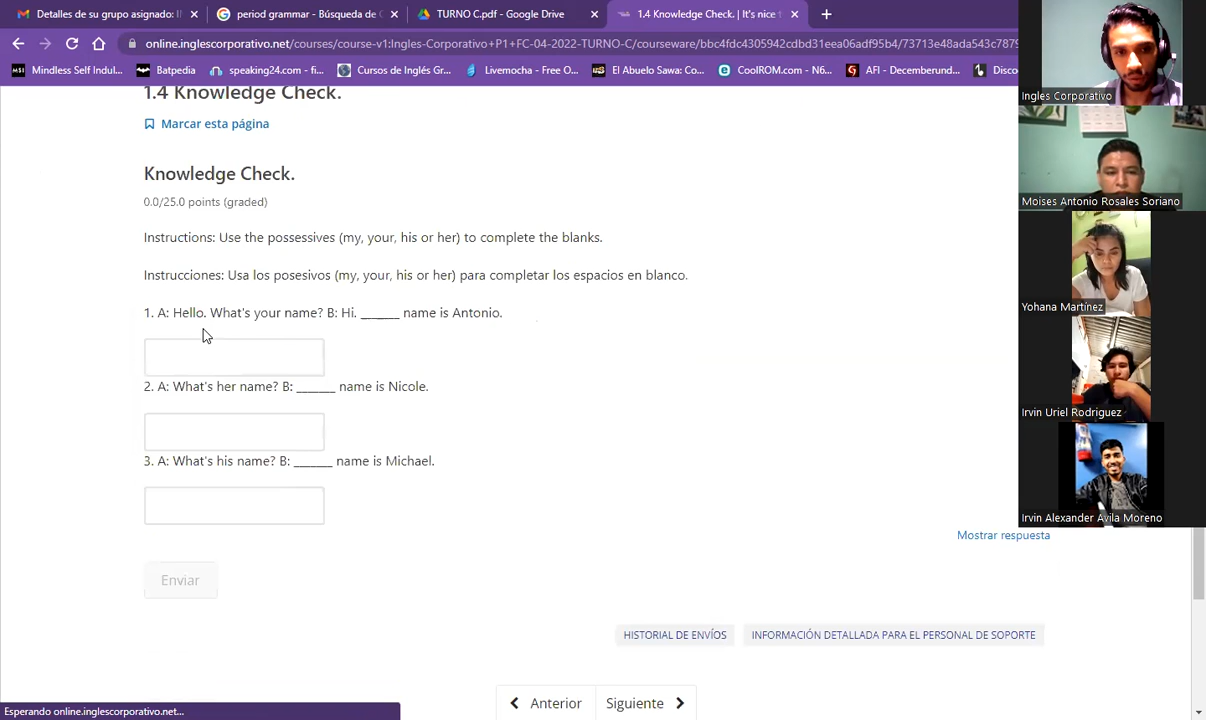 Detalles de su grupo asignado: I
period grammar - Búsqueda de G
TURNO C.pdf - Google Drive
1.4 Knowledge Check. | It's nice t
online.inglescorporativo.net/courses/course-v1:Ingles-Corporativo+P1+FC-04-2022-TURNO-C/courseware/bbc4fdc4305942cdbd31eea06adf95b4/73713e48ada543c7879
Mindless Self Indul...
Batpedia
speaking24.com - fi...
Cursos de Inglés Gr...
Livemocha - Free O...
El Abuelo Sawa: Co...
CoolROM.com - N6...
AFI - Decemberund...
Disco
1.4 Knowledge Check.
Marcar esta página
Knowledge Check.
0.0/25.0 points (graded)
Instructions: Use the possessives (my, your, his or her) to complete the blanks.
Instrucciones: Usa los posesivos (my, your, his or her) para completar los espacios en blanco.
1. A: Hello. What's your name? B: Hi. ______ name is Antonio.
2. A: What's her name? B: ______ name is Nicole.
3. A: What's his name? B: ______ name is Michael.
Mostrar respuesta
Enviar
HISTORIAL DE ENVÍOS
INFORMACIÓN DETALLADA PARA EL PERSONAL DE SOPORTE
Anterior
Siguiente
Esperando online.inglescorporativo.net...
Ingles Corporativo
Moises Antonio Rosales Soriano
Yohana Martínez
Irvin Uriel Rodriguez
Irvin Alexander Avila Moreno